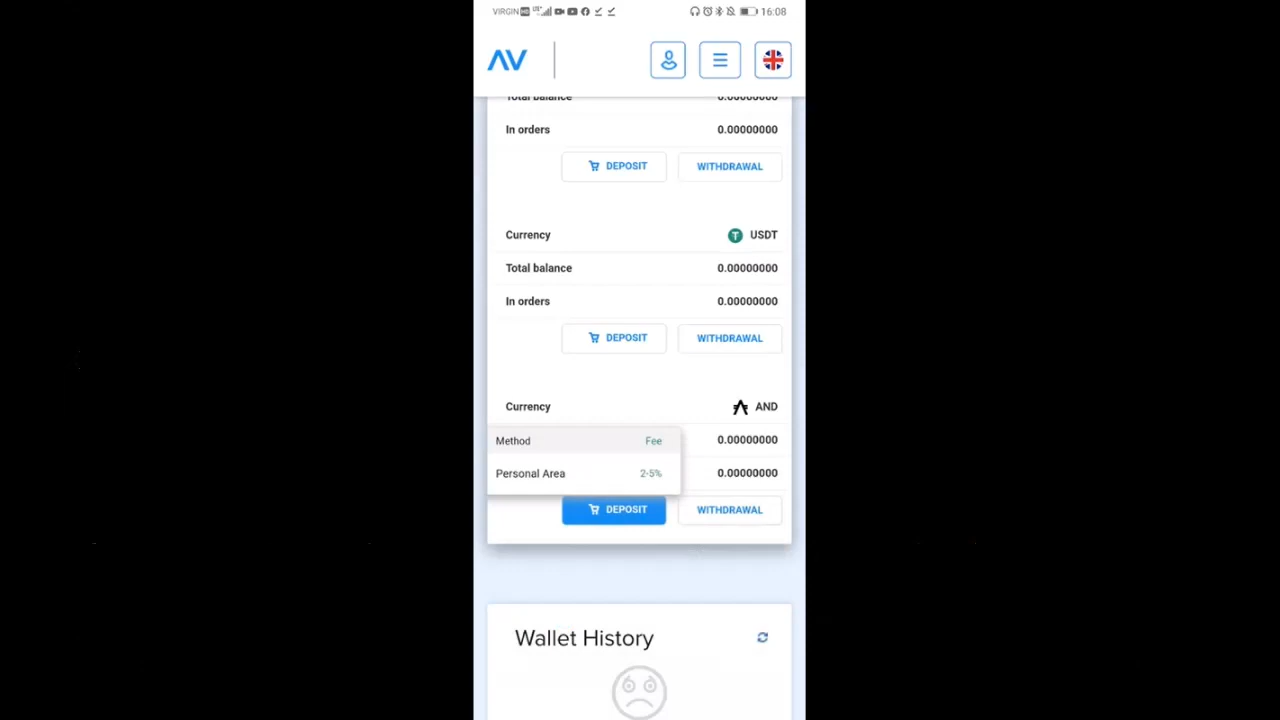 VIRGIN 16:08
AV
Total balance 0.00000000
In orders 0.00000000
DEPOSIT WITHDRAWAL
Currency USDT
Total balance 0.00000000
In orders 0.00000000
DEPOSIT WITHDRAWAL
Currency AND
Method Fee 0.00000000
Personal Area 2-5% 0.00000000
DEPOSIT WITHDRAWAL
Wallet History